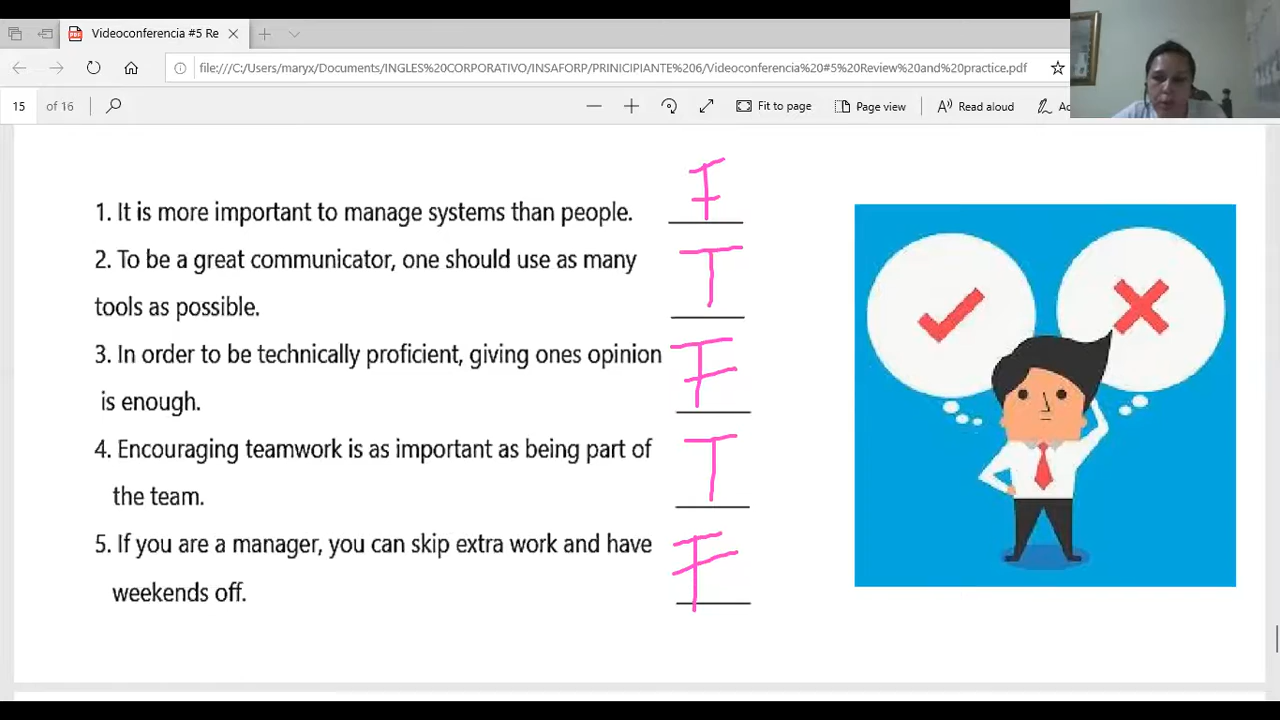 Videoconferencia #5 Re
file:///C:/Users/maryx/Documents/INGLES%20CORPORATIVO/INSAFORP/PRINICIPIANTE%206/Videoconferencia%20#5%20Review%20and%20practice.pdf
15 of 16 Fit to page Page view Read aloud
1. It is more important to manage systems than people. F
2. To be a great communicator, one should use as many
tools as possible. T
3. In order to be technically proficient, giving ones opinion
is enough. F
4. Encouraging teamwork is as important as being part of
the team. T
5. If you are a manager, you can skip extra work and have
weekends off. F